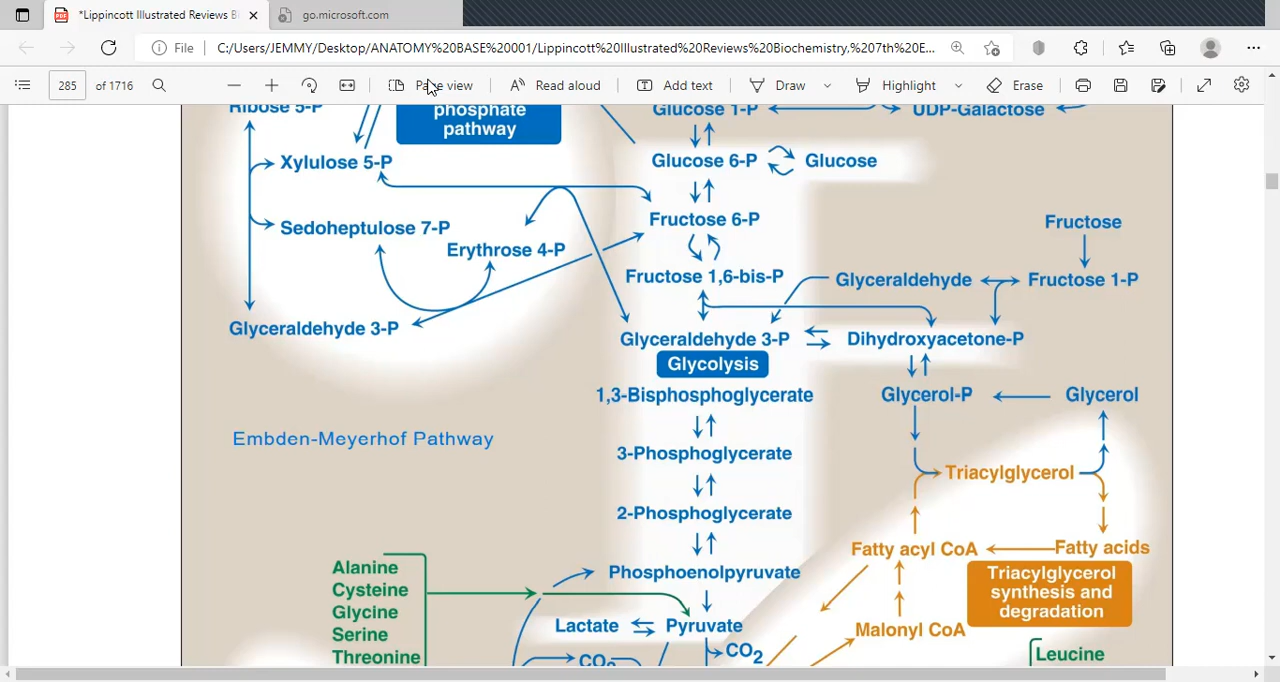 *Lippincott Illustrated Reviews B
go.microsoft.com
File
C:/Users/JEMMY/Desktop/ANATOMY%20BASE%20001/Lippincott%20Illustrated%20Reviews%20Biochemistry,%207th%20E...
285 of 1716
Page view
Read aloud
Add text
Draw
Highlight
Erase
Ribose 5-P
phosphate
pathway
Glucose 1-P
UDP-Galactose
Xylulose 5-P
Glucose 6-P
Glucose
Sedoheptulose 7-P
Erythrose 4-P
Fructose 6-P
Fructose
Fructose 1,6-bis-P
Glyceraldehyde
Fructose 1-P
Glyceraldehyde 3-P
Glyceraldehyde 3-P
Dihydroxyacetone-P
Glycolysis
1,3-Bisphosphoglycerate
Glycerol-P
Glycerol
Embden-Meyerhof Pathway
3-Phosphoglycerate
Triacylglycerol
2-Phosphoglycerate
Fatty acyl CoA
Fatty acids
Alanine
Cysteine
Glycine
Serine
Threonine
Phosphoenolpyruvate
Triacylglycerol
synthesis and
degradation
Lactate
Pyruvate
Malonyl CoA
CO2
CO2
Leucine